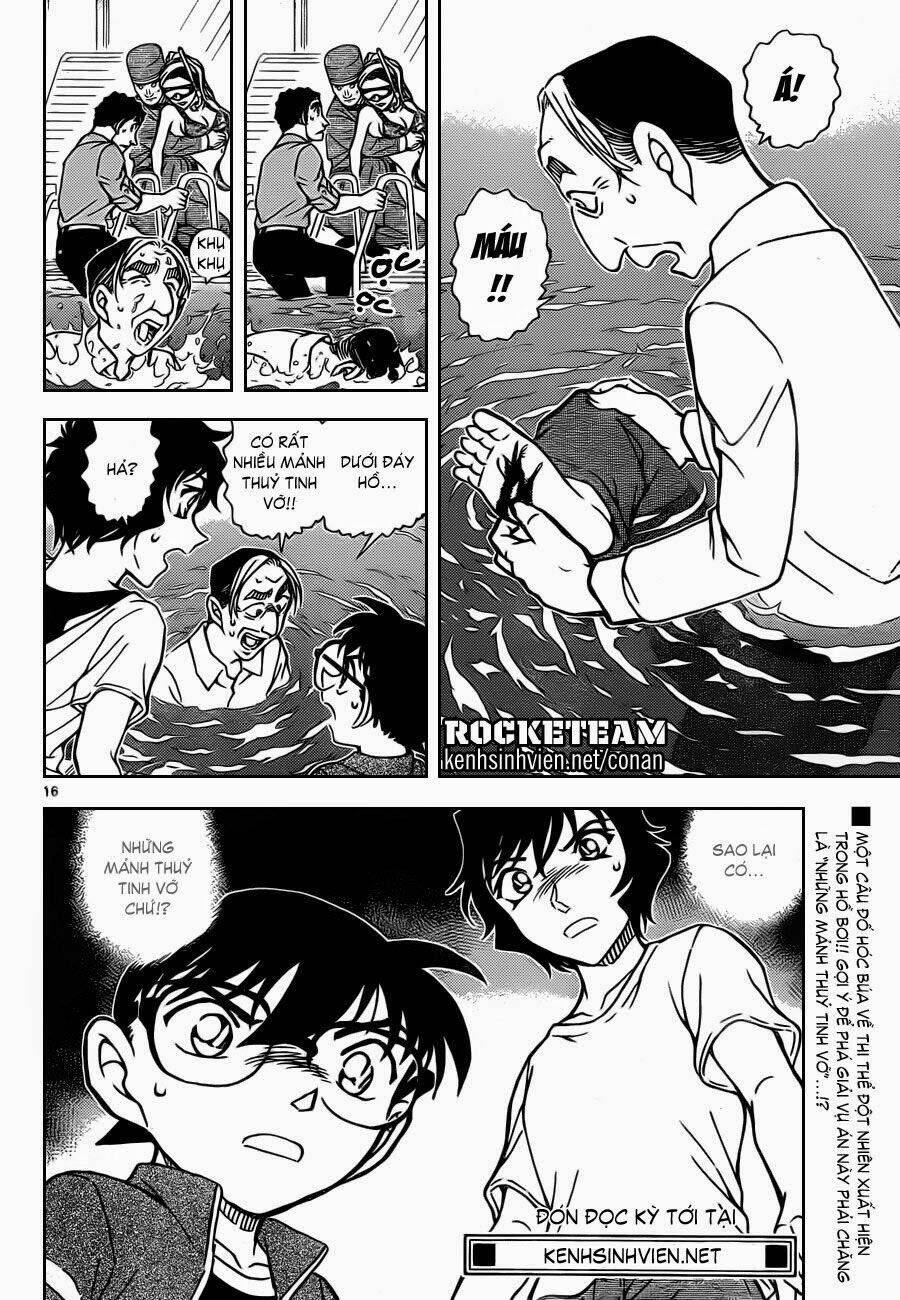 Á!
MÁU
!!
ỌC
ỌC
KHỤ
KHỤ
DƯỚI ĐÁY
HỒ...
CÓ RẤT
NHIỀU MẢNH
THUỶ TINH
VỠ!!
HẢ?
ROCKETEAM
kenhsinhvien.net/conan
16
SAO LẠI
CÓ...
NHỮNG
MẢNH THUỶ
TINH VỠ
CHỨ!?
■ MỘT CÂU ĐỐ HÓC BÚA VỀ THI THỂ ĐỘT NHIÊN XUẤT HIỆN
TRONG HỒ BƠI!! GỢI Ý ĐỂ PHÁ GIẢI VỤ ÁN NÀY PHẢI CHĂNG
LÀ "NHỮNG MẢNH THUỶ TINH VỠ"...!?
ĐÓN ĐỌC KỲ TỚI TẠI
KENHSINHVIEN.NET